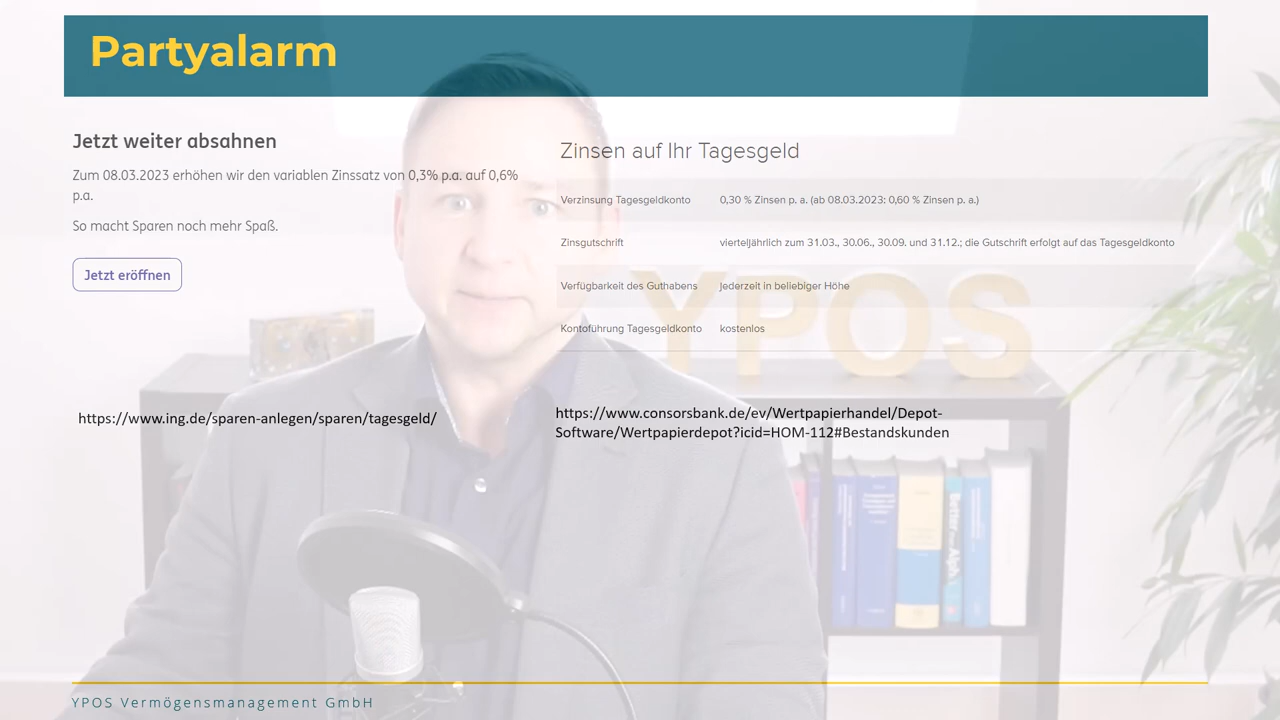 Partyalarm
Jetzt weiter absahnen
Zum 08.03.2023 erhöhen wir den variablen Zinssatz von 0,3% p.a. auf 0,6%
p.a.
So macht Sparen noch mehr Spaß.
Jetzt eröffnen
https://www.ing.de/sparen-anlegen/sparen/tagesgeld/
Zinsen auf Ihr Tagesgeld
Verzinsung Tagesgeldkonto 0,30 % Zinsen p. a. (ab 08.03.2023: 0,60 % Zinsen p. a.)
Zinsgutschrift vierteljährlich zum 31.03., 30.06., 30.09. und 31.12.; die Gutschrift erfolgt auf das Tagesgeldkonto
Verfügbarkeit des Guthabens Jederzeit in beliebiger Höhe
Kontoführung Tagesgeldkonto kostenlos
https://www.consorsbank.de/ev/Wertpapierhandel/Depot-
Software/Wertpapierdepot?icid=HOM-112#Bestandskunden
YPOS
YPOS Vermögensmanagement GmbH